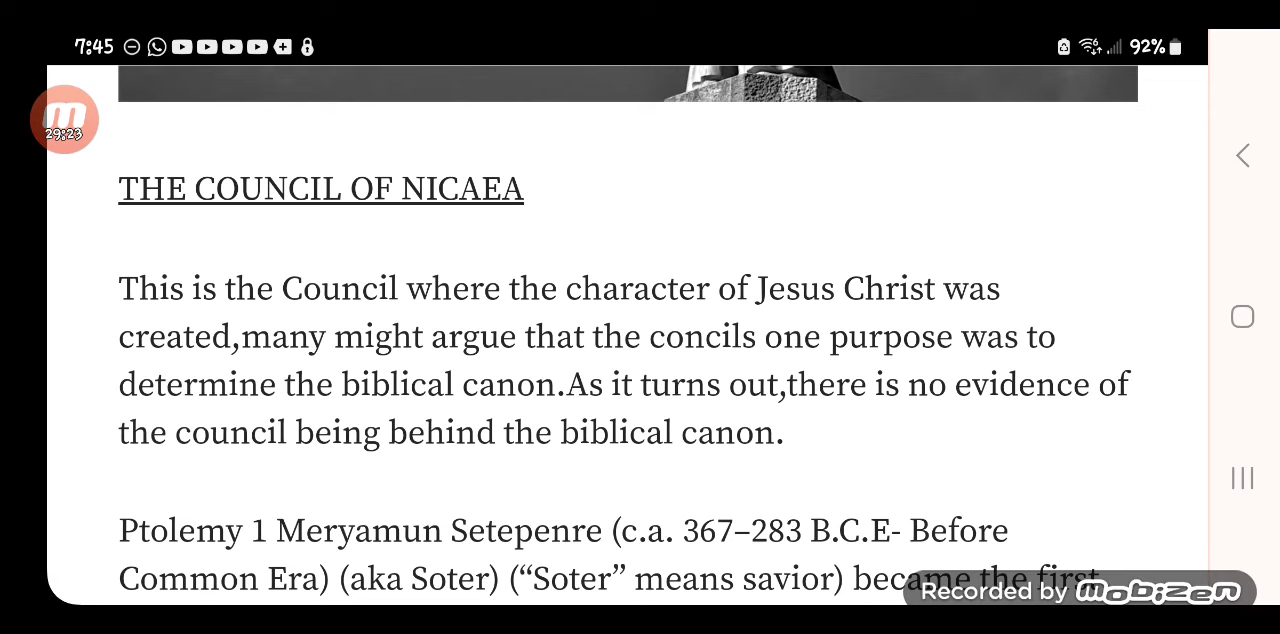 7:45
92%
29:23
THE COUNCIL OF NICAEA
This is the Council where the character of Jesus Christ was
created,many might argue that the concils one purpose was to
determine the biblical canon.As it turns out,there is no evidence of
the council being behind the biblical canon.
Ptolemy 1 Meryamun Setepenre (c.a. 367–283 B.C.E- Before
Common Era) (aka Soter) (“Soter” means savior) became the first
Recorded by mobizen